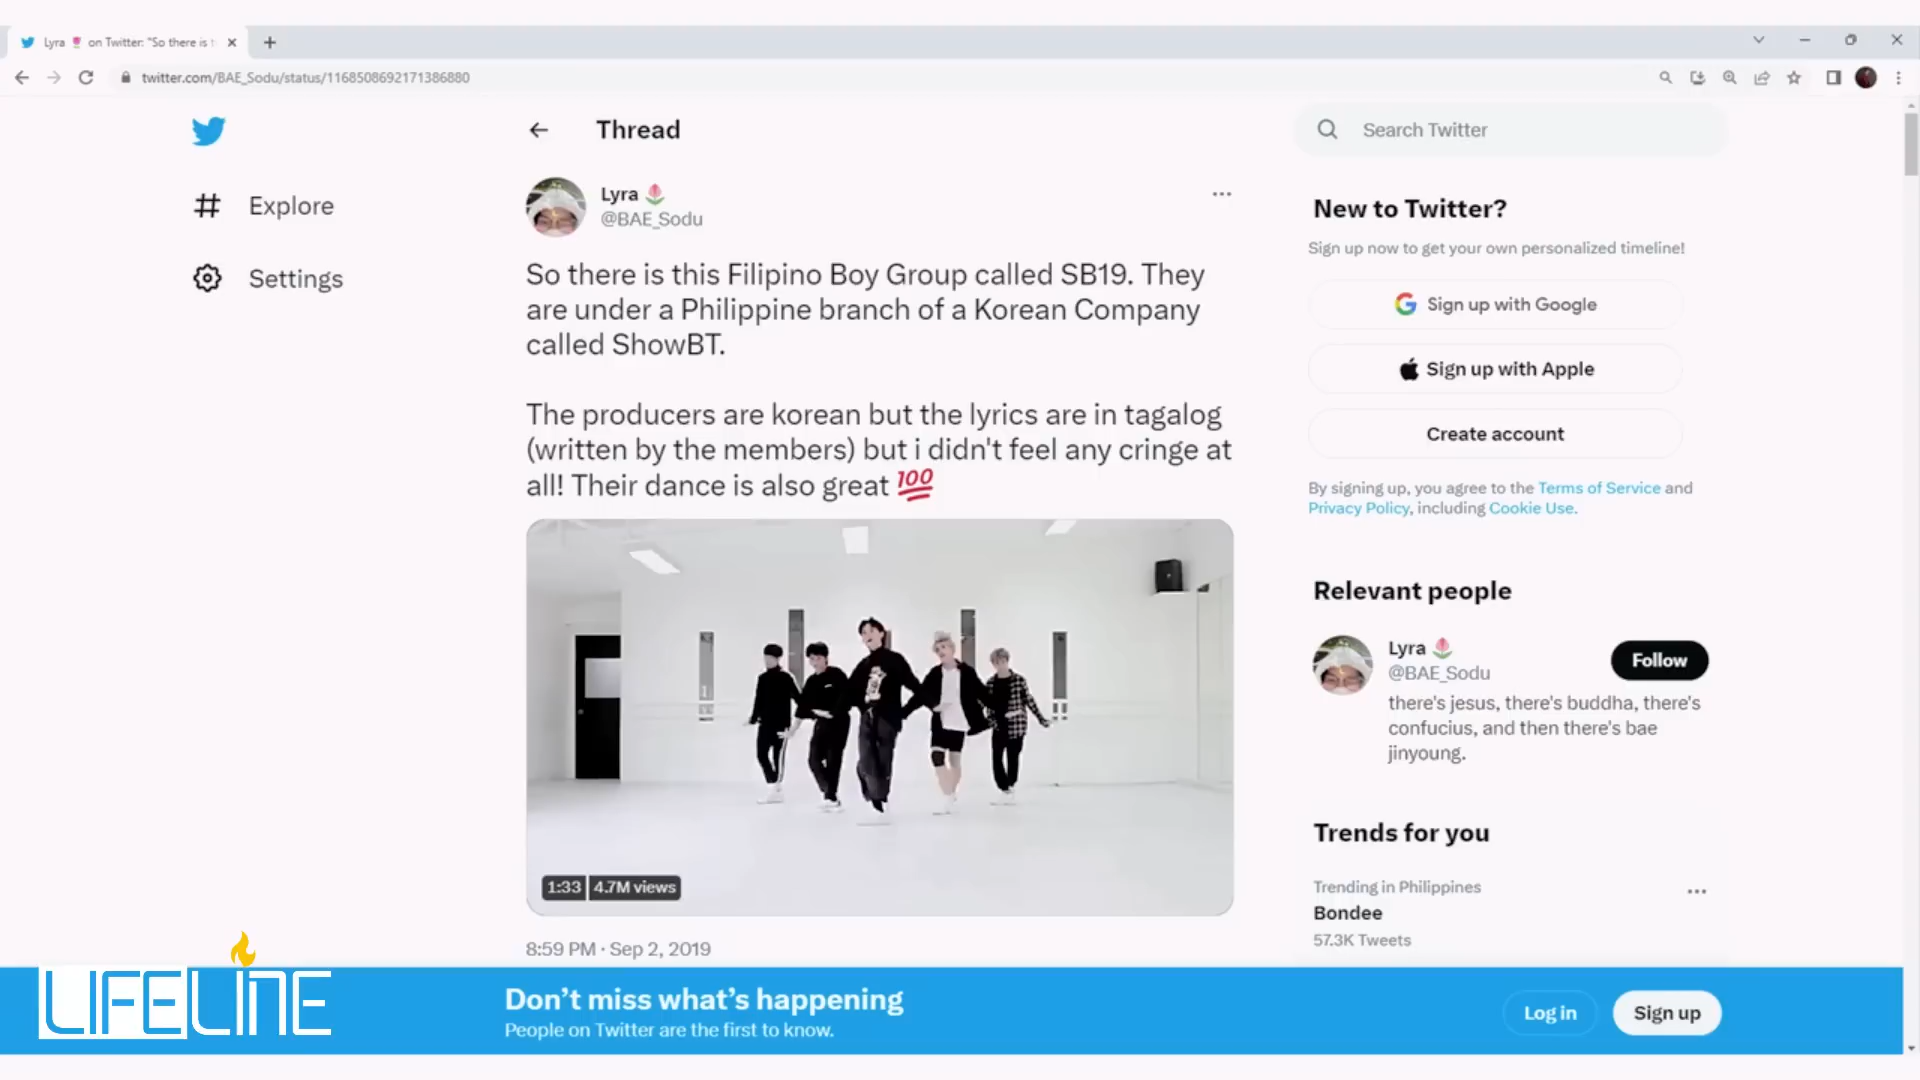 Lyra 🌷 on Twitter: "So there is t
twitter.com/BAE_Sodu/status/1168508692171386880
Thread
Search Twitter
Explore
Settings
Lyra 🌷
@BAE_Sodu
So there is this Filipino Boy Group called SB19. They
are under a Philippine branch of a Korean Company
called ShowBT.
The producers are korean but the lyrics are in tagalog
(written by the members) but i didn't feel any cringe at
all! Their dance is also great 💯
1:33 4.7M views
8:59 PM · Sep 2, 2019
New to Twitter?
Sign up now to get your own personalized timeline!
Sign up with Google
Sign up with Apple
Create account
By signing up, you agree to the Terms of Service and
Privacy Policy, including Cookie Use.
Relevant people
Lyra 🌷
@BAE_Sodu
Follow
there's jesus, there's buddha, there's
confucius, and then there's bae
jinyoung.
Trends for you
Trending in Philippines
Bondee
57.3K Tweets
LIFELINE
Don't miss what's happening
People on Twitter are the first to know.
Log in
Sign up